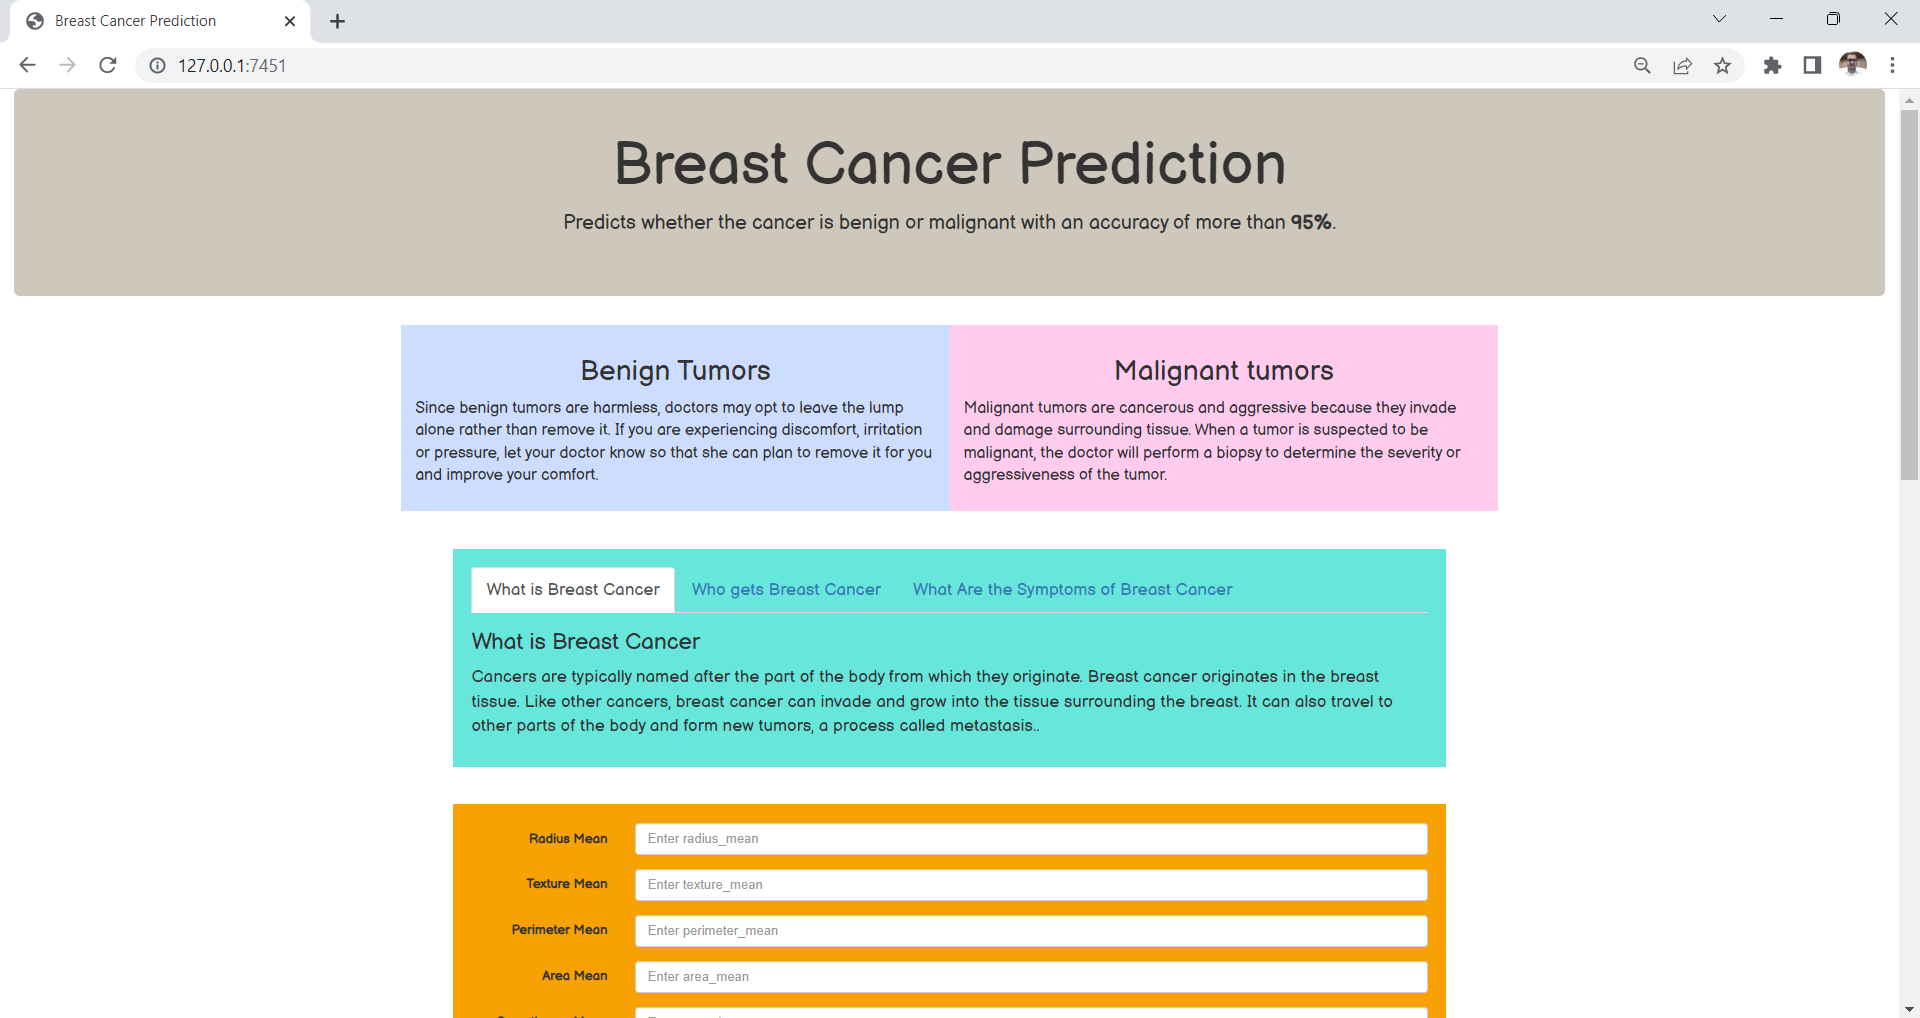 Breast Cancer Prediction
127.0.0.1:7451
Breast Cancer Prediction
Predicts whether the cancer is benign or malignant with an accuracy of more than 95%.
Benign Tumors
Since benign tumors are harmless, doctors may opt to leave the lump
alone rather than remove it. If you are experiencing discomfort, irritation
or pressure, let your doctor know so that she can plan to remove it for you
and improve your comfort.
Malignant tumors
Malignant tumors are cancerous and aggressive because they invade
and damage surrounding tissue. When a tumor is suspected to be
malignant, the doctor will perform a biopsy to determine the severity or
aggressiveness of the tumor.
What is Breast Cancer Who gets Breast Cancer What Are the Symptoms of Breast Cancer
What is Breast Cancer
Cancers are typically named after the part of the body from which they originate. Breast cancer originates in the breast
tissue. Like other cancers, breast cancer can invade and grow into the tissue surrounding the breast. It can also travel to
other parts of the body and form new tumors, a process called metastasis..
Radius Mean Enter radius_mean
Texture Mean Enter texture_mean
Perimeter Mean Enter perimeter_mean
Area Mean Enter area_mean